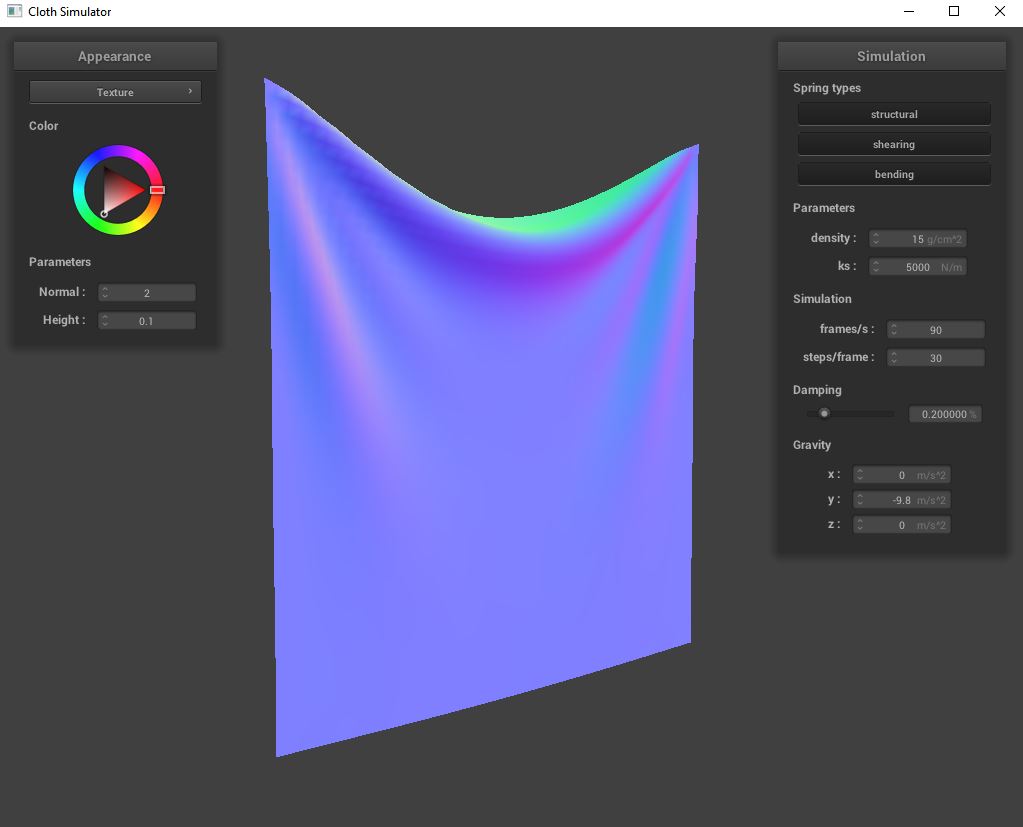 Cloth Simulator
Appearance
Texture
Color
Parameters
Normal : 2
Height : 0.1
Simulation
Spring types
structural
shearing
bending
Parameters
density : 15 g/cm^2
ks : 5000 N/m
Simulation
frames/s : 90
steps/frame : 30
Damping
0.200000 %
Gravity
x : 0 m/s^2
y : -9.8 m/s^2
z : 0 m/s^2